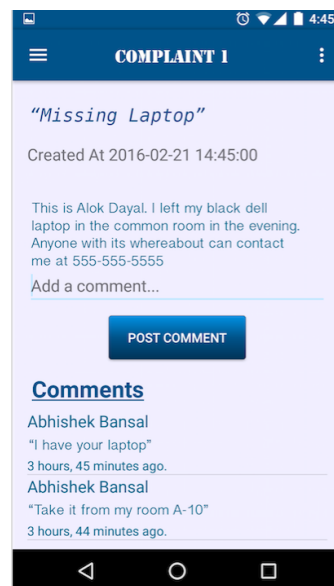 4:45
COMPLAINT 1
“Missing Laptop”
Created At 2016-02-21 14:45:00
This is Alok Dayal. I left my black dell
laptop in the common room in the evening.
Anyone with its whereabout can contact
me at 555-555-5555
Add a comment...
POST COMMENT
Comments
Abhishek Bansal
“I have your laptop”
3 hours, 45 minutes ago.
Abhishek Bansal
“Take it from my room A-10”
3 hours, 44 minutes ago.